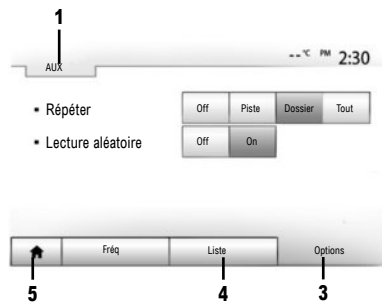 1
--°C PM 2:30
AUX
▪ Répéter Off Piste Dossier Tout
▪ Lecture aléatoire Off On
Fréq Liste Options
5 4 3